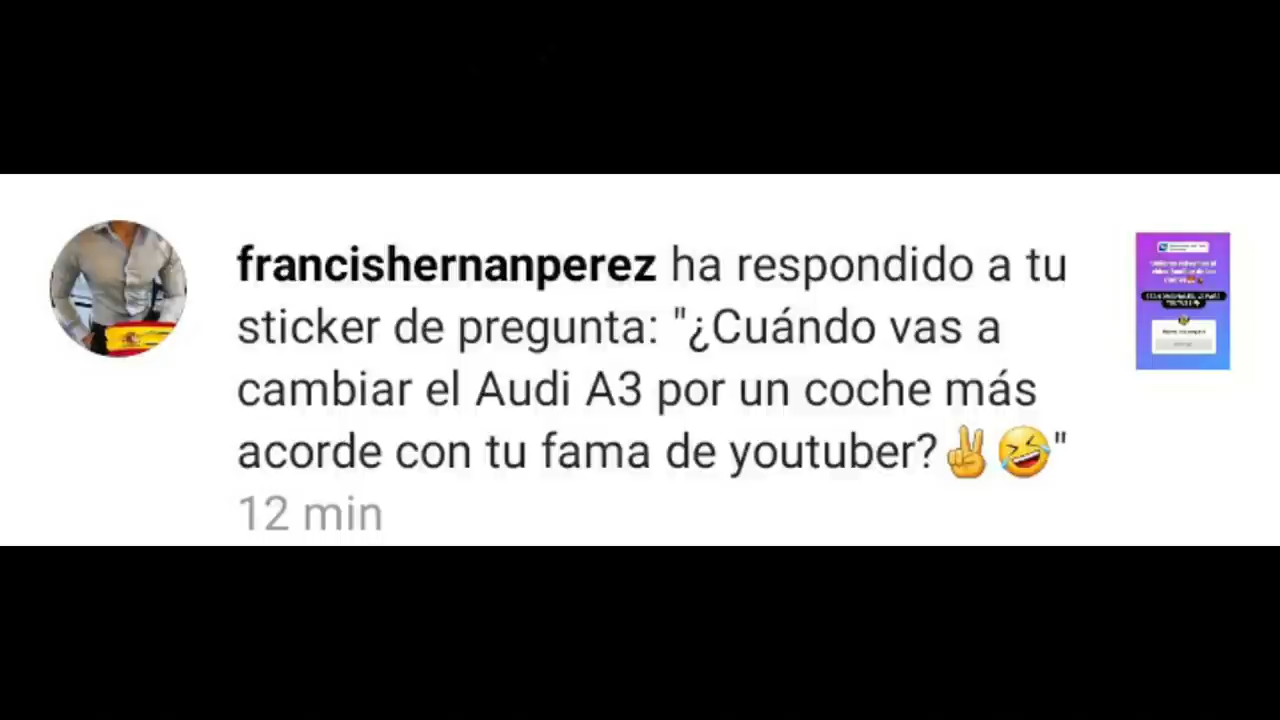 francishernanperez ha respondido a tu
sticker de pregunta: "¿Cuándo vas a
cambiar el Audi A3 por un coche más
acorde con tu fama de youtuber?✌️🤣"
12 min